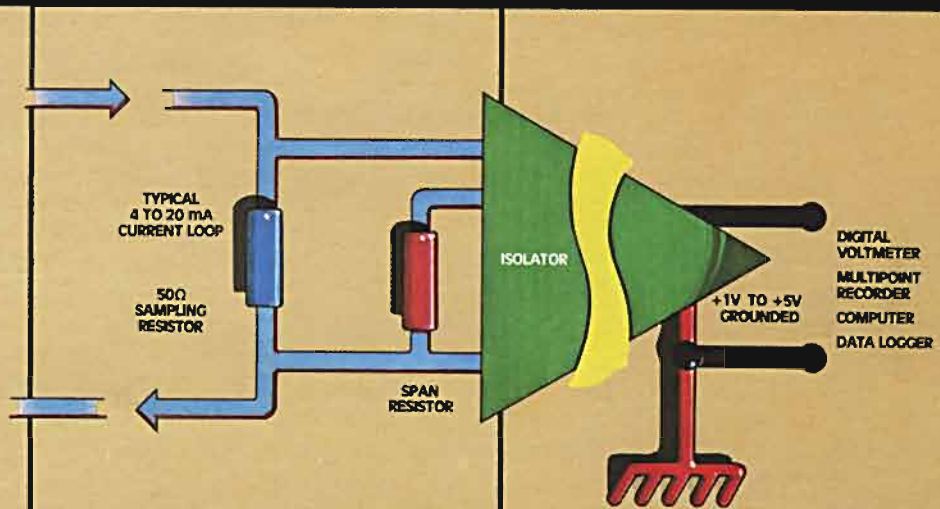 TYPICAL
4 TO 20 mA
CURRENT LOOP
50Ω
SAMPLING
RESISTOR
SPAN
RESISTOR
ISOLATOR
+1V TO +5V
GROUNDED
DIGITAL
VOLTMETER
MULTIPOINT
RECORDER
COMPUTER
DATA LOGGER